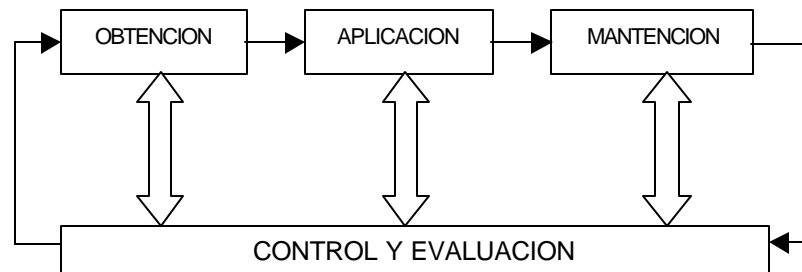 OBTENCION
APLICACION
MANTENCION
CONTROL Y EVALUACION